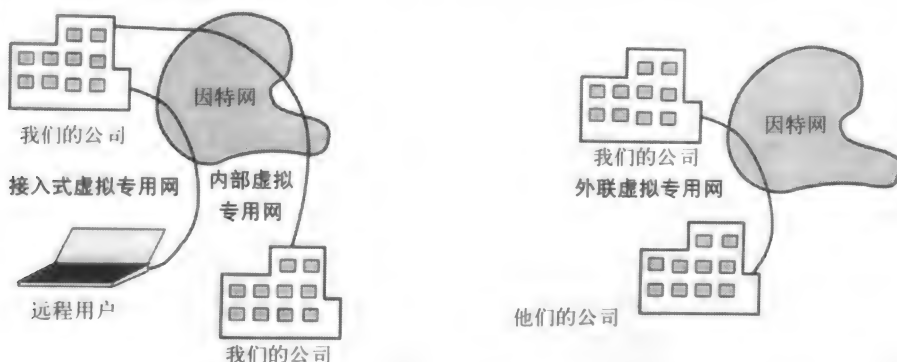 因特网
我们的公司
接入式虚拟专用网
内部虚拟
专用网
远程用户
我们的公司
因特网
我们的公司
外联虚拟专用网
他们的公司